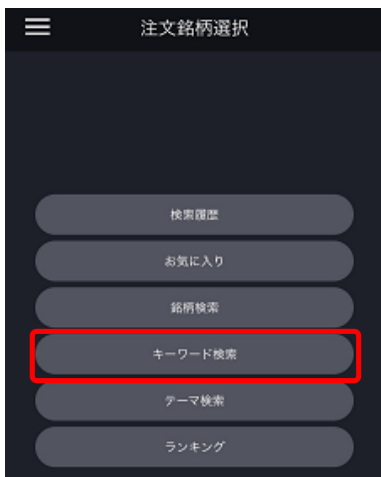 注文銘柄選択
検索履歴
お気に入り
銘柄検索
キーワード検索
テーマ検索
ランキング